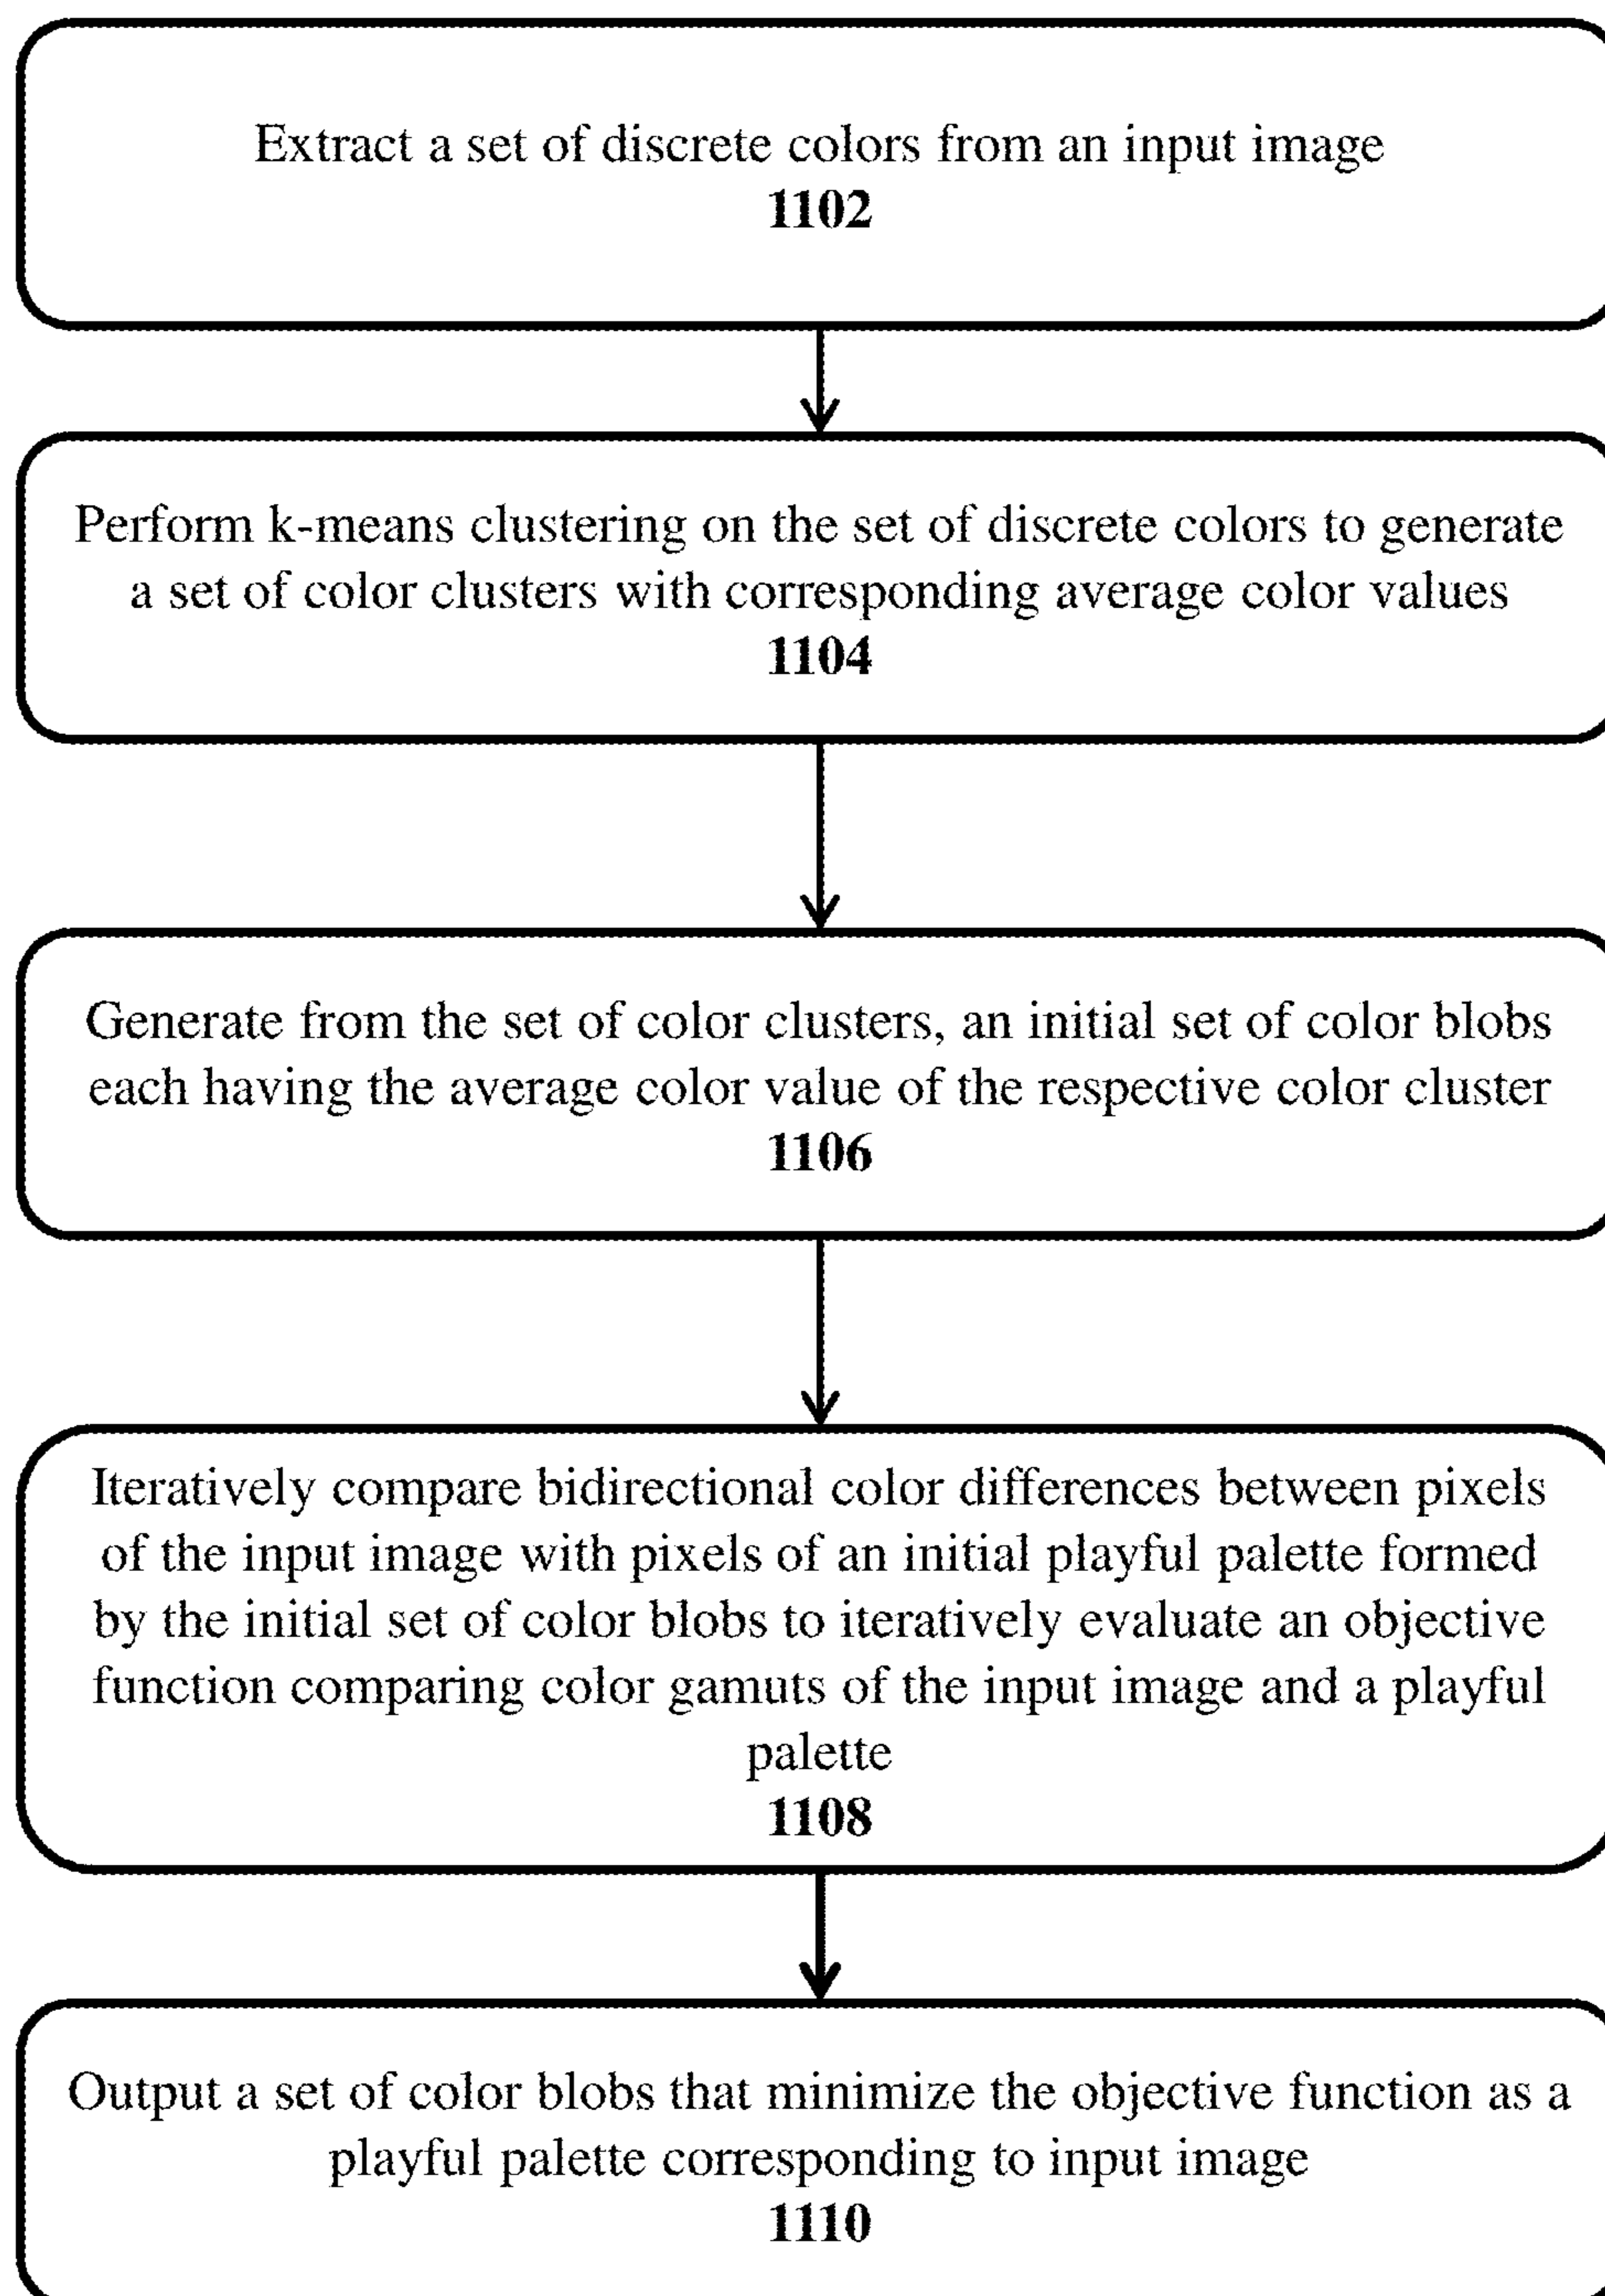 Extract a set of discrete colors from an input image
1102
Perform k-means clustering on the set of discrete colors to generate
a set of color clusters with corresponding average color values
1104
Generate from the set of color clusters, an initial set of color blobs
each having the average color value of the respective color cluster
1106
Iteratively compare bidirectional color differences between pixels
of the input image with pixels of an initial playful palette formed
by the initial set of color blobs to iteratively evaluate an objective
function comparing color gamuts of the input image and a playful
palette
1108
Output a set of color blobs that minimize the objective function as a
playful palette corresponding to input image
1110